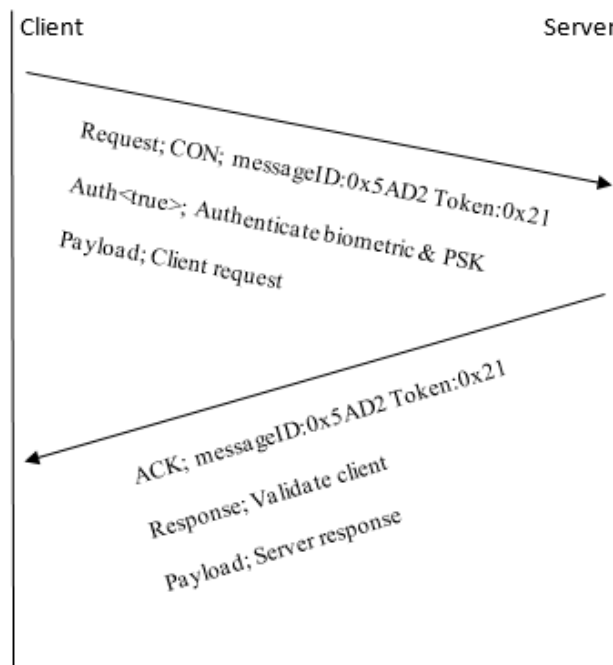 Client
Server
Request; CON; messageID:0x5AD2 Token:0x21
Auth<true>; Authenticate biometric & PSK
Payload; Client request
ACK; messageID:0x5AD2 Token:0x21
Response; Validate client
Payload; Server response